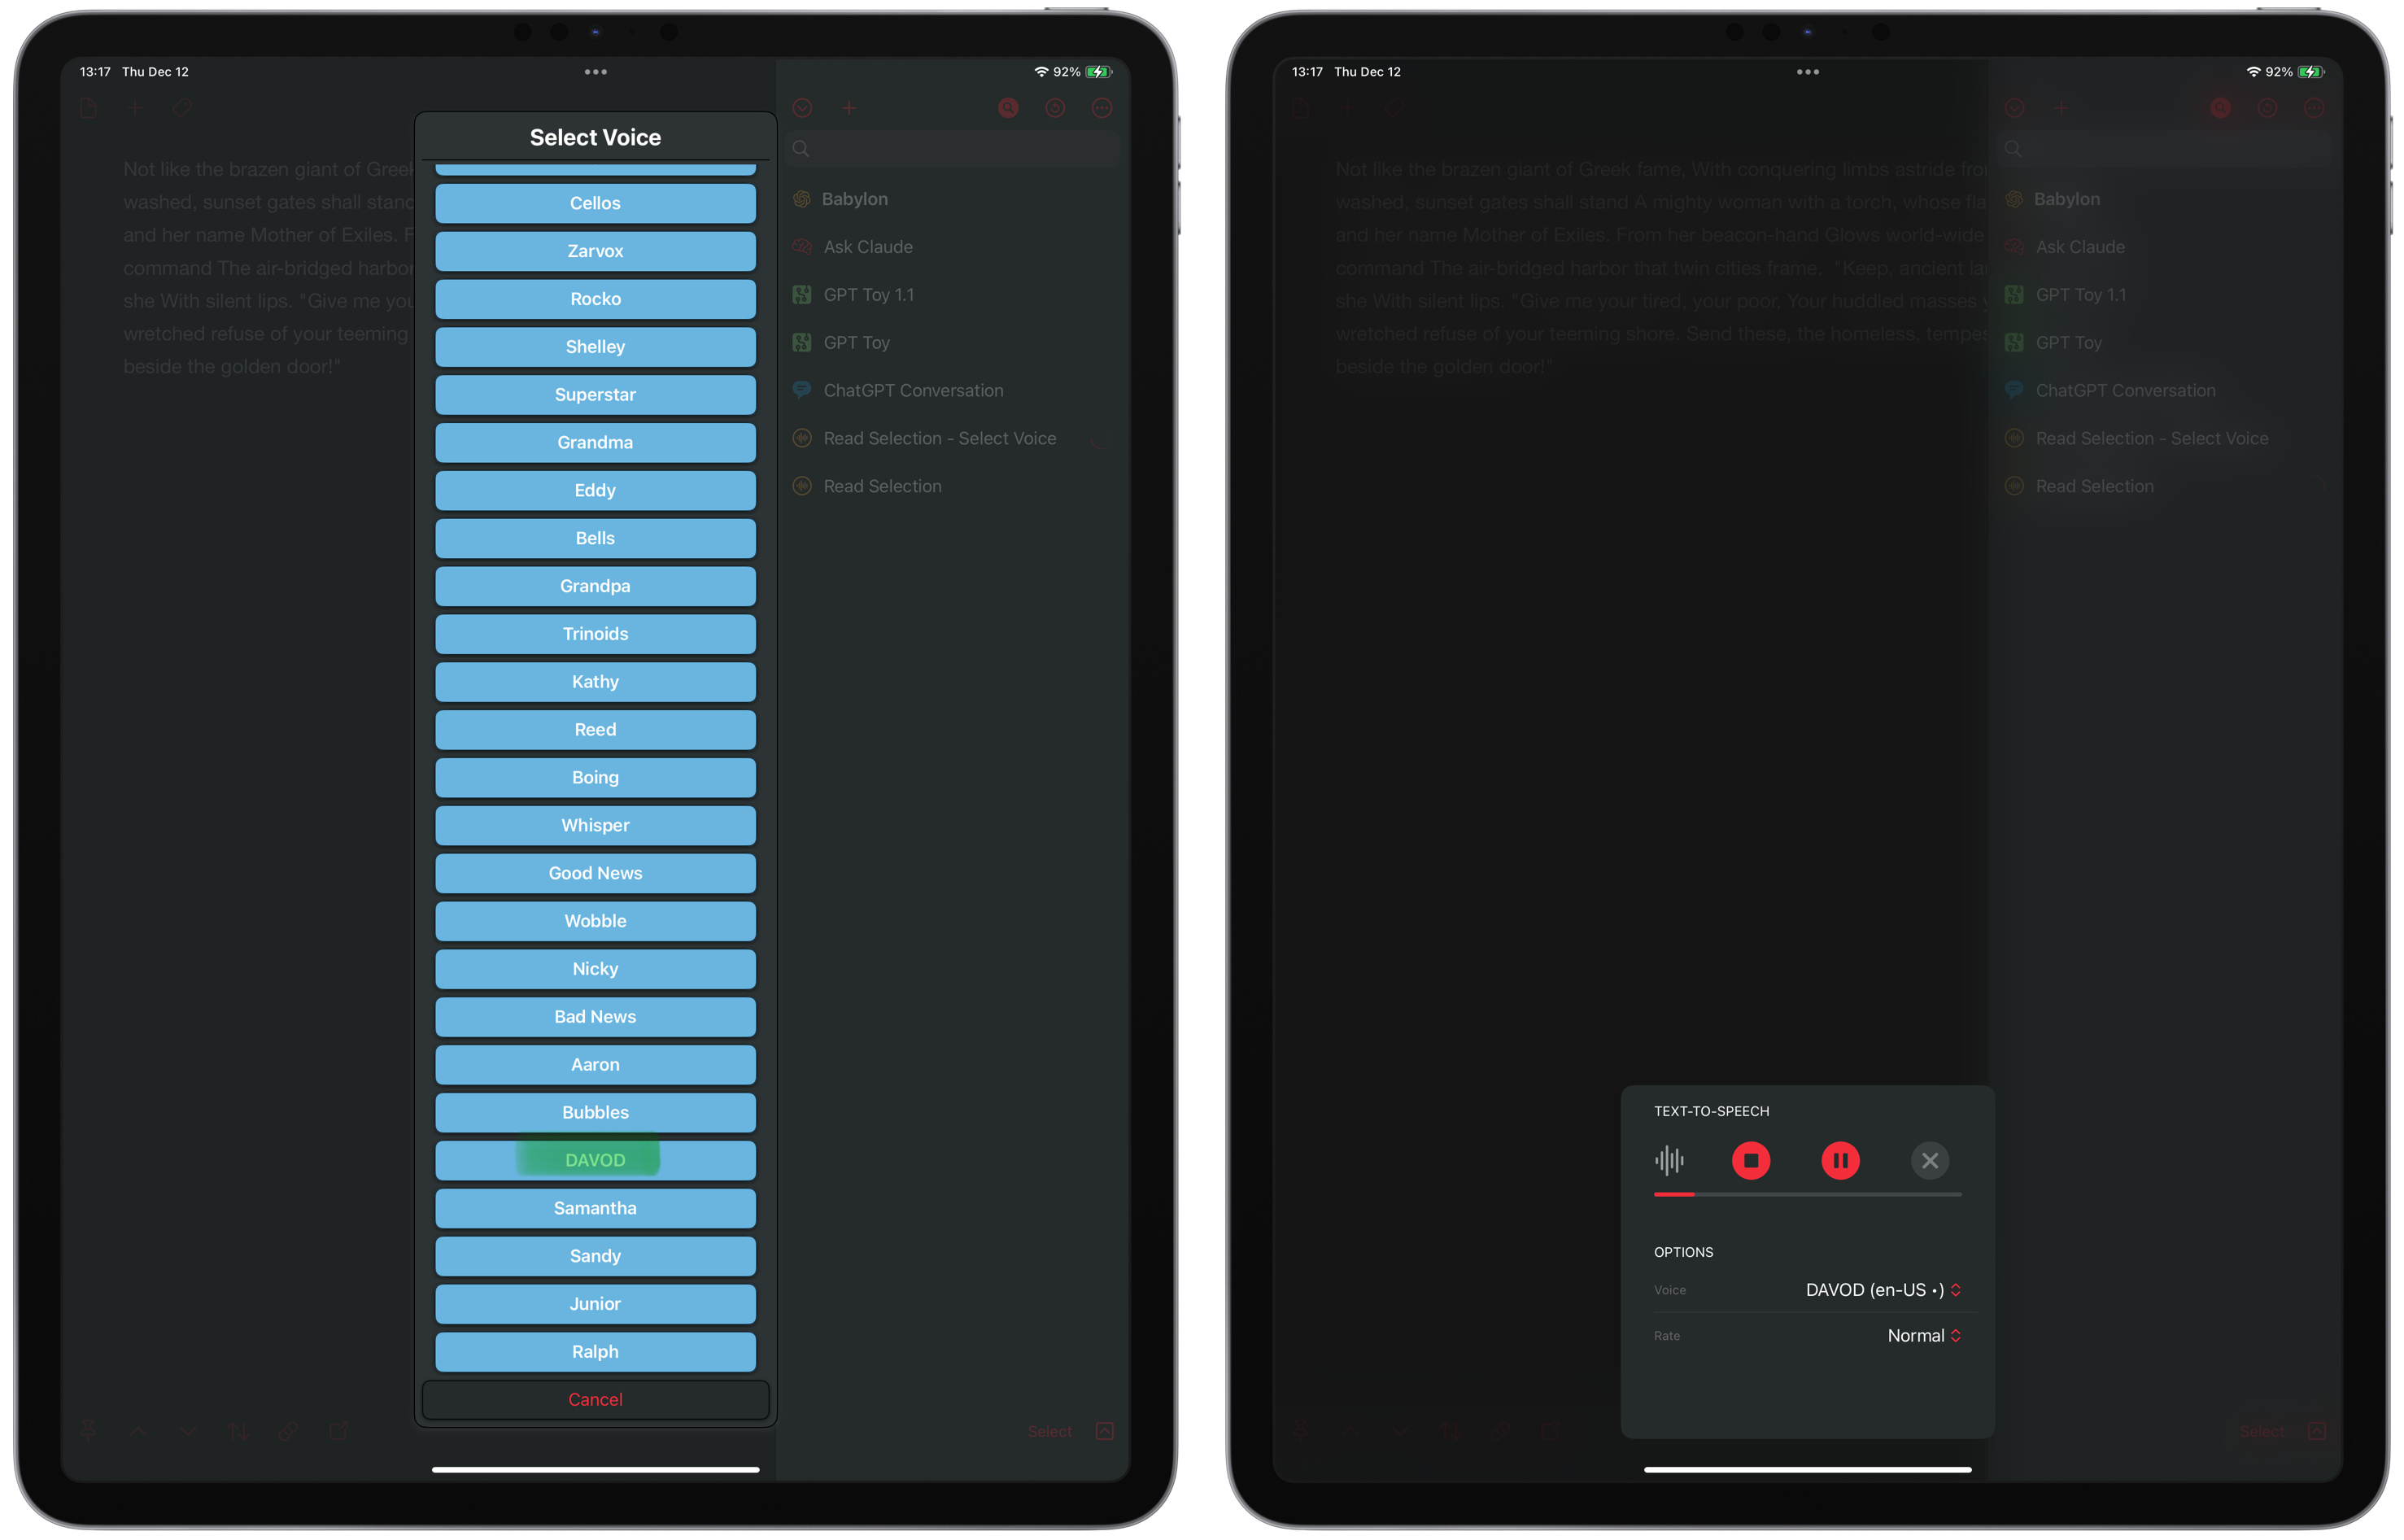 13:17 Thu Dec 12
92%
Select Voice
Cellos
Zarvox
Rocko
Shelley
Superstar
Grandma
Eddy
Bells
Grandpa
Trinoids
Kathy
Reed
Boing
Whisper
Good News
Wobble
Nicky
Bad News
Aaron
Bubbles
DAVOD
Samantha
Sandy
Junior
Ralph
Cancel
Not like the brazen giant of Greek
washed, sunset gates shall stand
and her name Mother of Exiles. F
command The air-bridged harbor
she With silent lips. "Give me you
wretched refuse of your teeming
beside the golden door!"
Babylon
Ask Claude
GPT Toy 1.1
GPT Toy
ChatGPT Conversation
Read Selection - Select Voice
Read Selection
Select
13:17 Thu Dec 12
92%
Not like the brazen giant of Greek fame, With conquering limbs astride from
washed, sunset gates shall stand A mighty woman with a torch, whose fla
and her name Mother of Exiles. From her beacon-hand Glows world-wide
command The air-bridged harbor that twin cities frame. "Keep, ancient la
she With silent lips. "Give me your tired, your poor, Your huddled masses y
wretched refuse of your teeming shore. Send these, the homeless, tempes
beside the golden door!"
Babylon
Ask Claude
GPT Toy 1.1
GPT Toy
ChatGPT Conversation
Read Selection - Select Voice
Read Selection
TEXT-TO-SPEECH
OPTIONS
Voice DAVOD (en-US •)
Rate Normal
Select